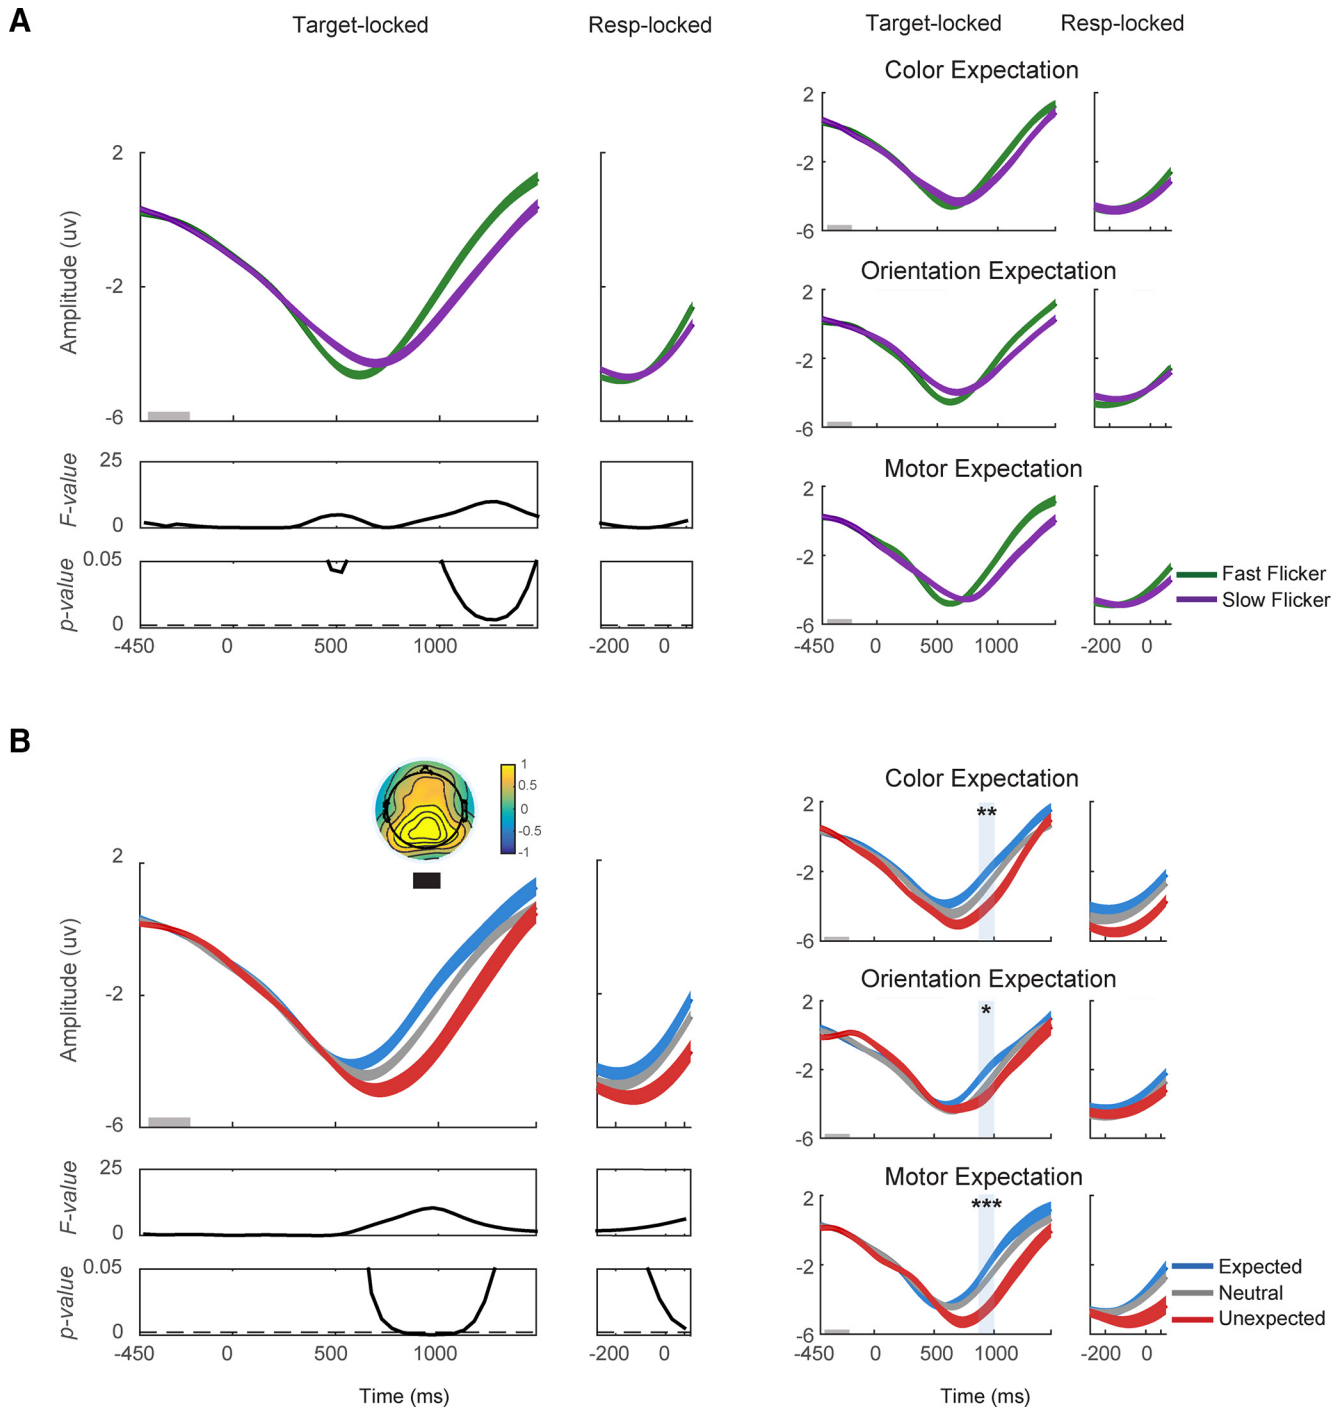 A
Target-locked
Resp-locked
Target-locked
Resp-locked
Color Expectation
2
-2
-6
Amplitude (uv)
2
-2
-6
Orientation Expectation
2
-2
-6
F-value
25
0
Motor Expectation
2
-2
-6
p-value
0.05
0
Fast Flicker
Slow Flicker
-450 0 500 1000
-200 0
-450 0 500 1000
-200 0
B
1
0.5
0
-0.5
-1
Color Expectation
**
2
-2
-6
Amplitude (uv)
2
-2
-6
Orientation Expectation
*
2
-2
-6
F-value
25
0
Motor Expectation
***
2
-2
-6
p-value
0.05
0
Expected
Neutral
Unexpected
-450 0 500 1000
-200 0
-450 0 500 1000
-200 0
Time (ms)
Time (ms)